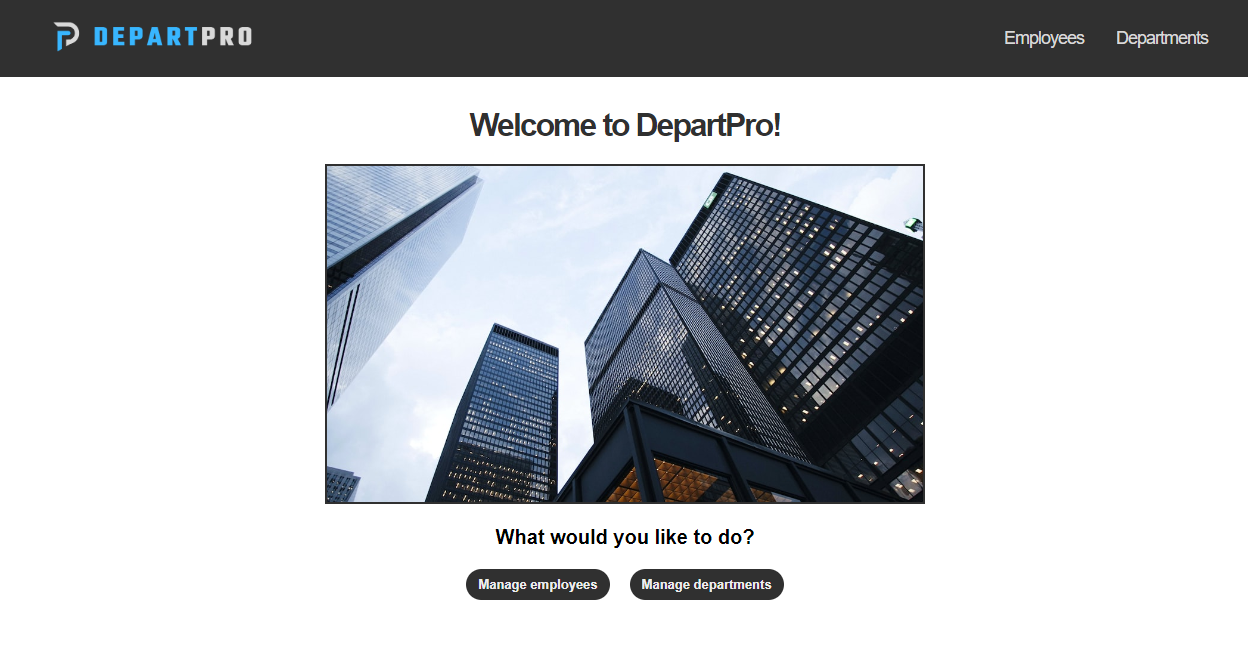 DEPARTPRO
Employees Departments
Welcome to DepartPro!
What would you like to do?
Manage employees Manage departments